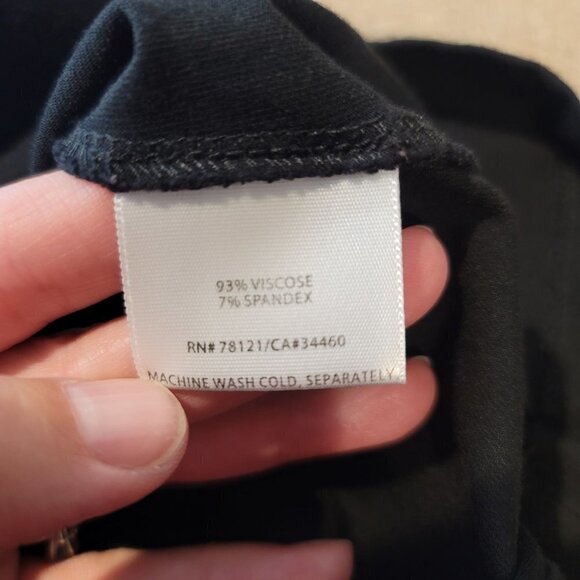 93% VISCOSE
7% SPANDEX
RN# 78121/CA#34460
MACHINE WASH COLD, SEPARATELY